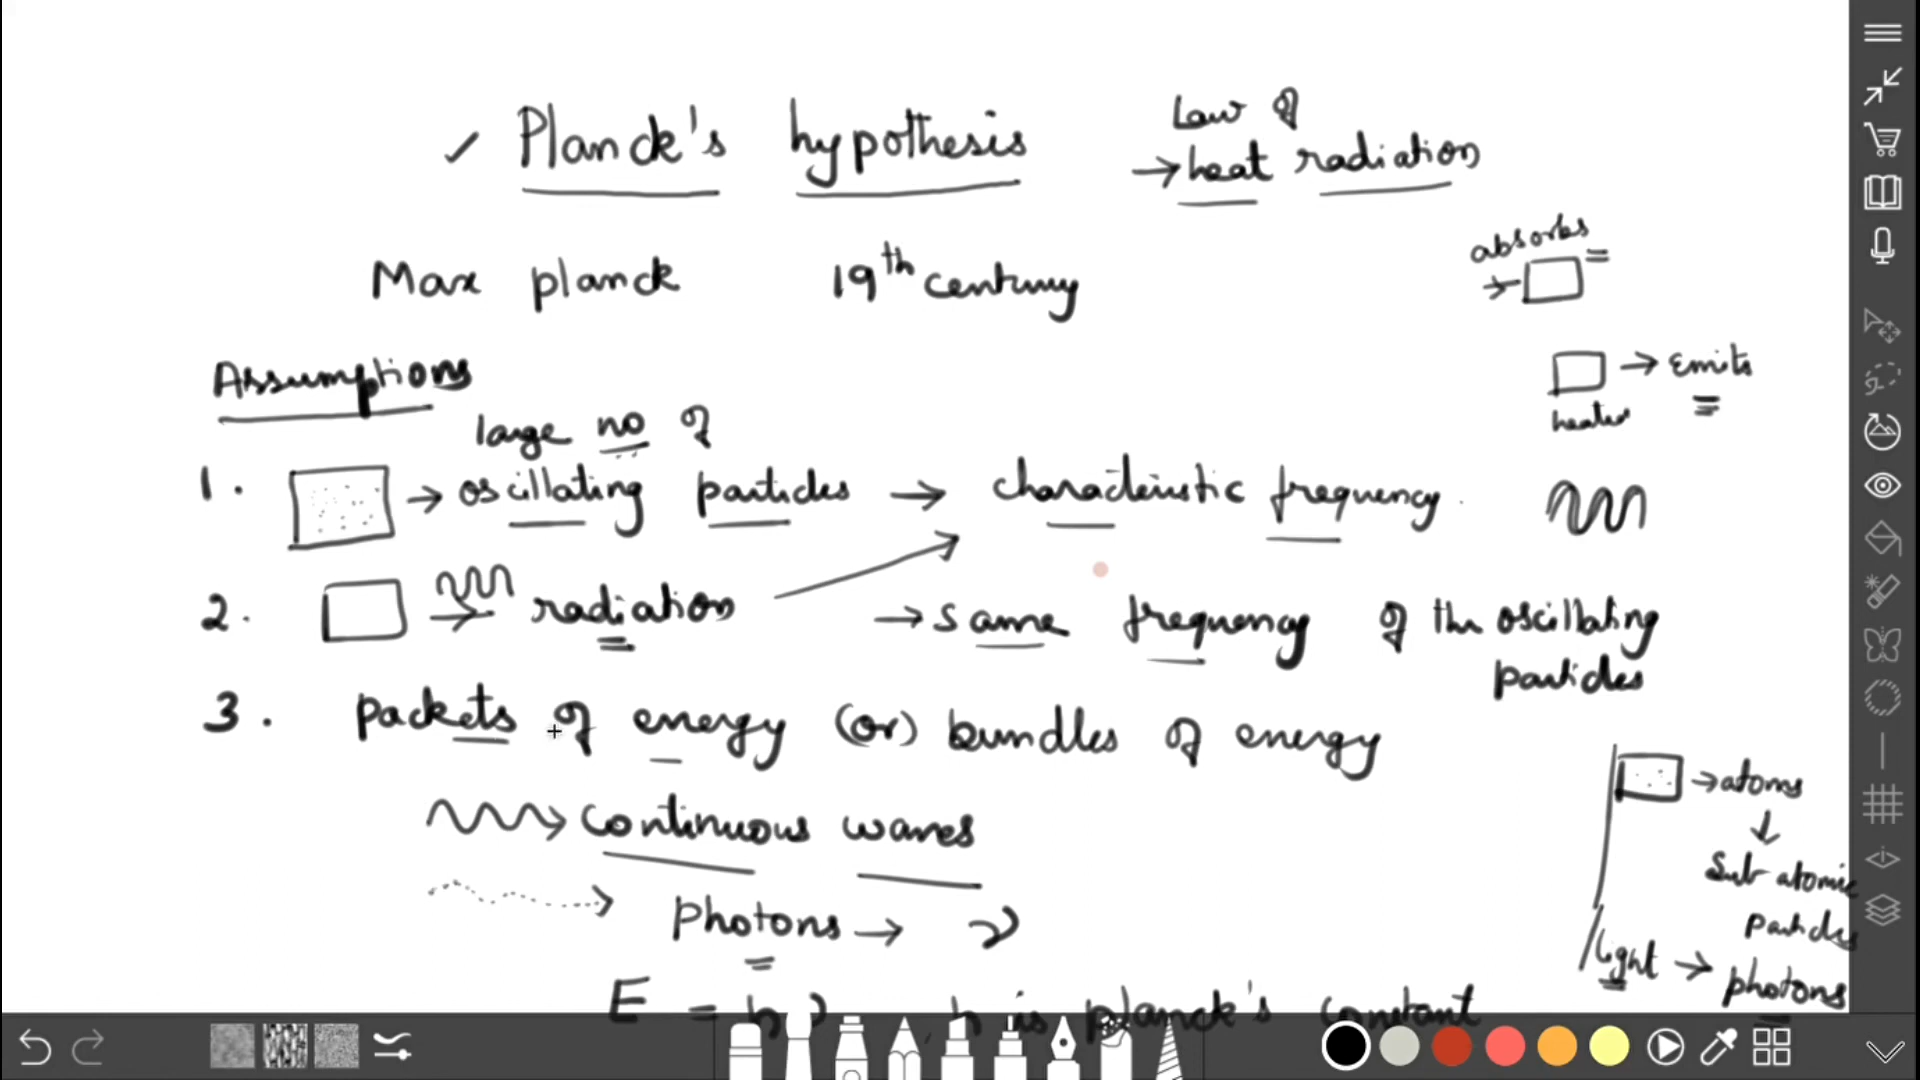 ✓ Planck's hypothesis
Law of
→ heat radiation
Max planck 19th century
absorbs
→ Emits
heater
Assumptions
large no of
1. → oscillating particles → characteristic frequency
2. → radiation → same frequency of the oscillating
particles
3. packets of energy (or) bundles of energy
→ continuous waves
Photons → ν
E = hν, h is planck's constant
→ atoms
↓
Sub atomic
particles
light → photons